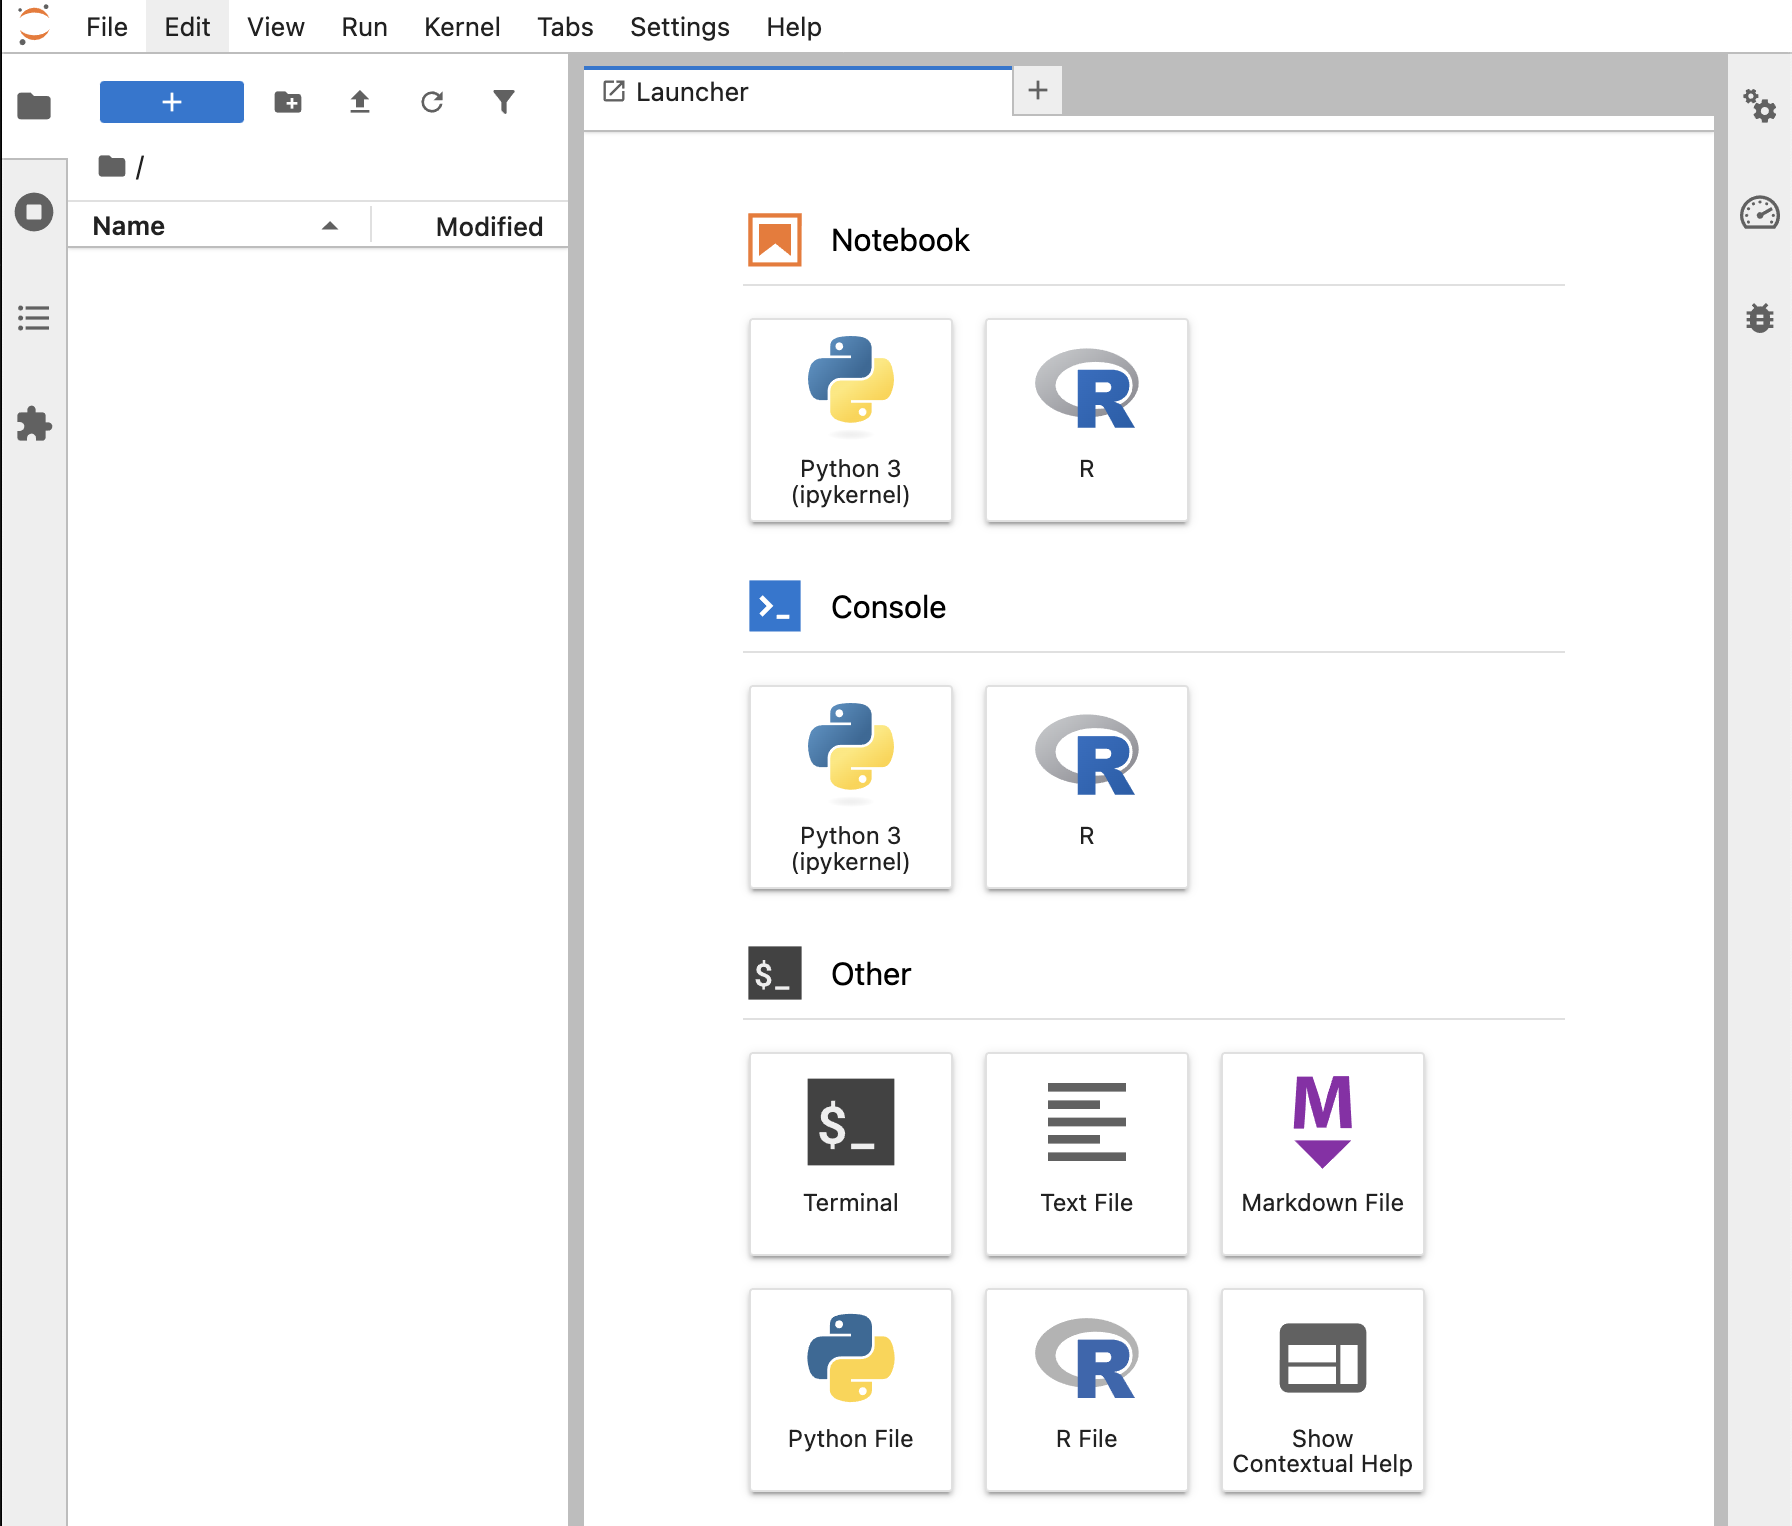 File Edit View Run Kernel Tabs Settings Help
+
Launcher
+
/
Name Modified
Notebook
Python 3
(ipykernel)
R
R
Console
Python 3
(ipykernel)
R
R
$_ Other
$_
Terminal
Text File
M
Markdown File
Python File
R
R File
Show
Contextual Help